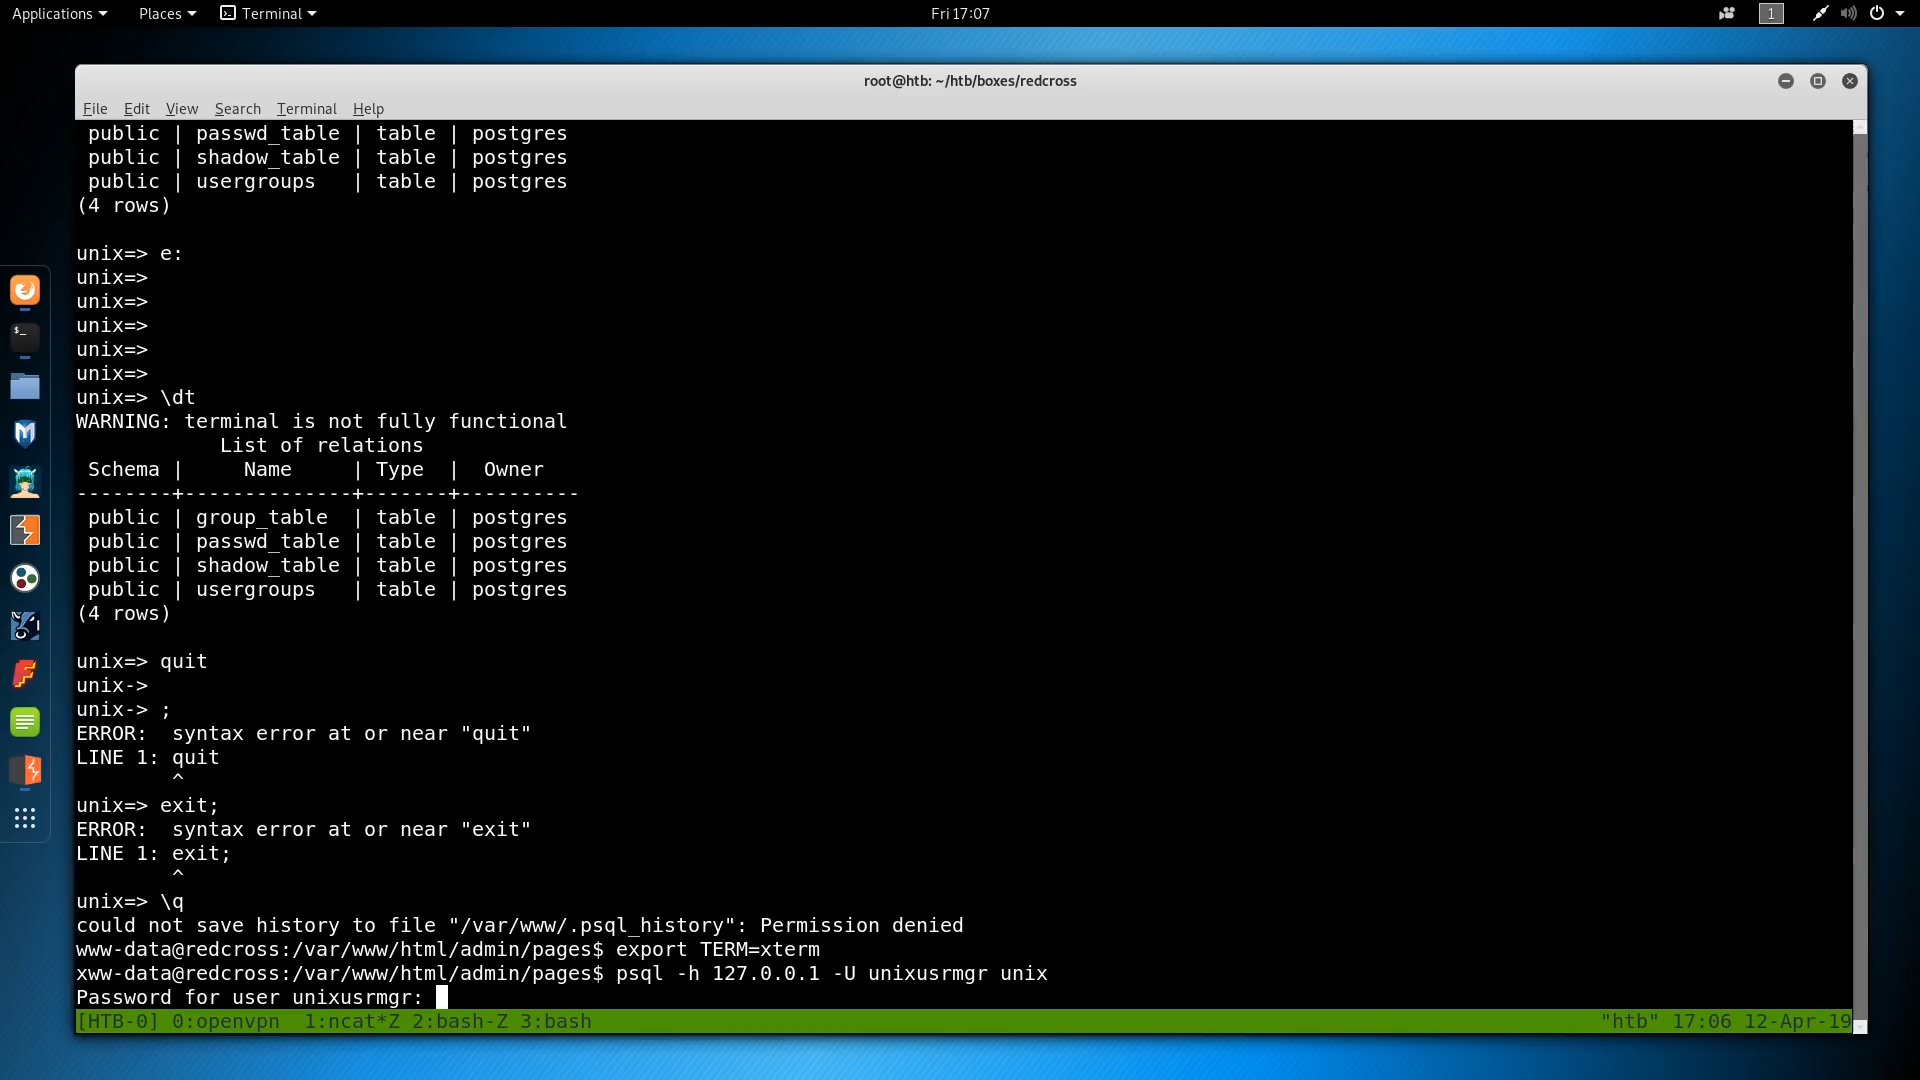 Applications Places Terminal Fri 17:07 1
root@htb: ~/htb/boxes/redcross
File Edit View Search Terminal Help
 public | passwd_table | table | postgres
 public | shadow_table | table | postgres
 public | usergroups   | table | postgres
(4 rows)

unix=> e:
unix=>
unix=>
unix=>
unix=>
unix=>
unix=> \dt
WARNING: terminal is not fully functional
            List of relations
 Schema |     Name     | Type  |  Owner
--------+--------------+-------+----------
 public | group_table  | table | postgres
 public | passwd_table | table | postgres
 public | shadow_table | table | postgres
 public | usergroups   | table | postgres
(4 rows)

unix=> quit
unix->
unix-> ;
ERROR:  syntax error at or near "quit"
LINE 1: quit
        ^
unix=> exit;
ERROR:  syntax error at or near "exit"
LINE 1: exit;
        ^
unix=> \q
could not save history to file "/var/www/.psql_history": Permission denied
www-data@redcross:/var/www/html/admin/pages$ export TERM=xterm
xww-data@redcross:/var/www/html/admin/pages$ psql -h 127.0.0.1 -U unixusrmgr unix
Password for user unixusrmgr:
[HTB-0] 0:openvpn  1:ncat*Z 2:bash-Z 3:bash "htb" 17:06 12-Apr-19